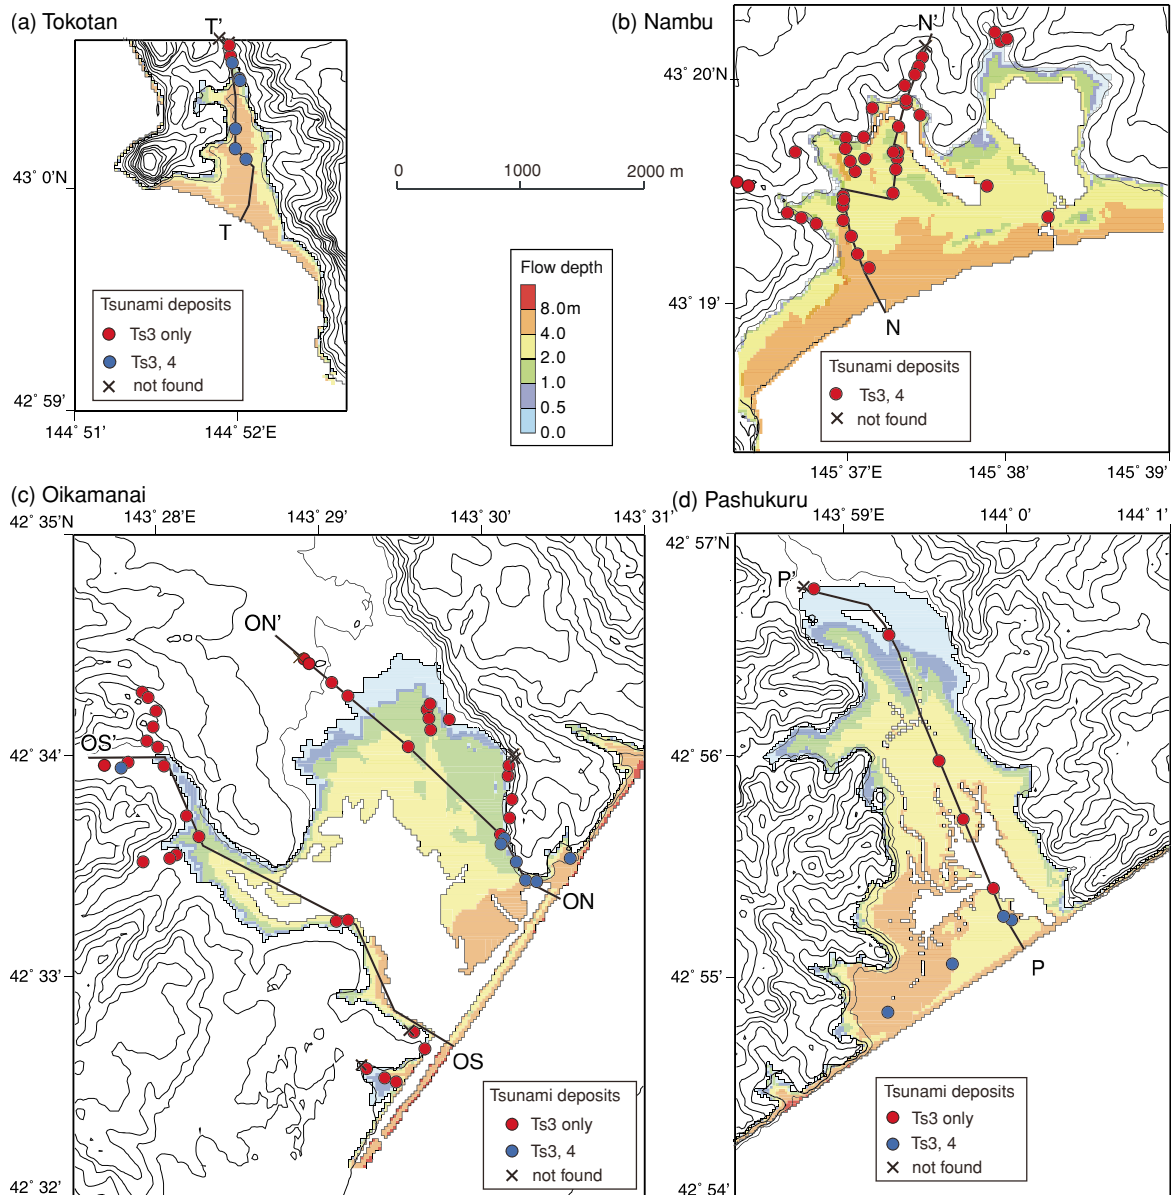 (a) Tokotan
T'
T
43° 0'N
42° 59'
144° 51'
144° 52'E
Tsunami deposits
Ts3 only
Ts3, 4
not found
0
1000
2000 m
Flow depth
8.0m
4.0
2.0
1.0
0.5
0.0
(b) Nambu
N'
N
43° 20'N
43° 19'
145° 37'E
145° 38'
145° 39'
Tsunami deposits
Ts3, 4
not found
(c) Oikamanai
42° 35'N
143° 28'E
143° 29'
143° 30'
143° 31'
ON'
OS'
42° 34'
ON
42° 33'
OS
42° 32'
Tsunami deposits
Ts3 only
Ts3, 4
not found
(d) Pashukuru
143° 59'E
144° 0'
144° 1'
42° 57'N
P'
42° 56'
42° 55'
P
42° 54'
Tsunami deposits
Ts3 only
Ts3, 4
not found